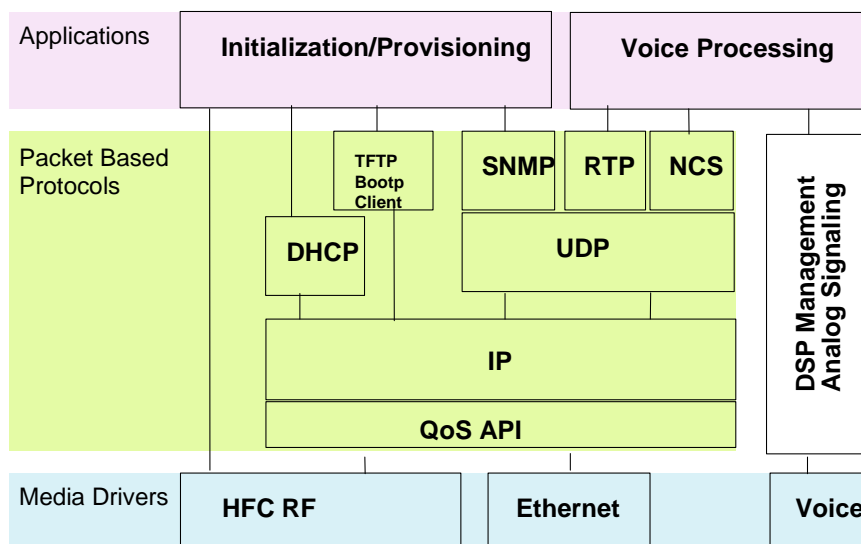 Applications
Initialization/Provisioning
Voice Processing
Packet Based
Protocols
TFTP
Bootp
Client
SNMP
RTP
NCS
DHCP
UDP
IP
QoS API
DSP Management
Analog Signaling
Media Drivers
HFC RF
Ethernet
Voice